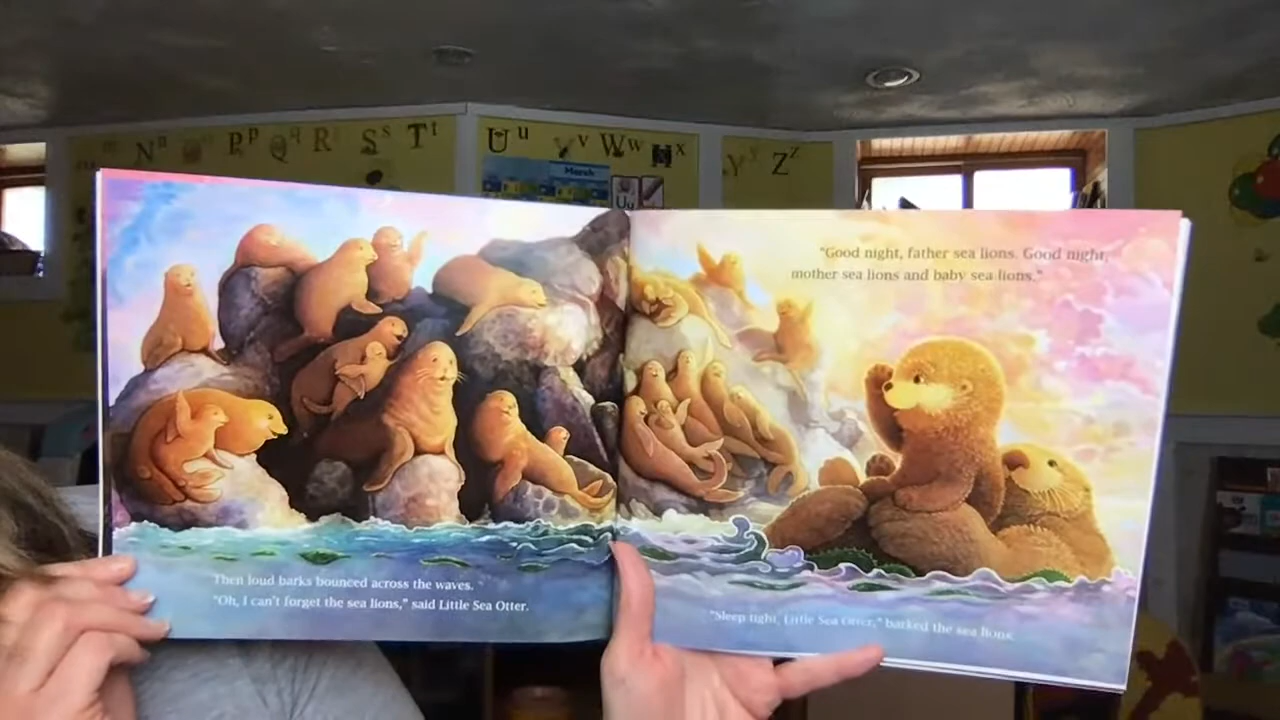 N n P p Q q R S s T t U u V v W w X x Y y Z z
March
Uu
Then loud barks bounced across the waves.
"Oh, I can't forget the sea lions," said Little Sea Otter.
"Good night, father sea lions. Good night,
mother sea lions and baby sea lions."
"Sleep tight, Little Sea Otter," barked the sea lions.